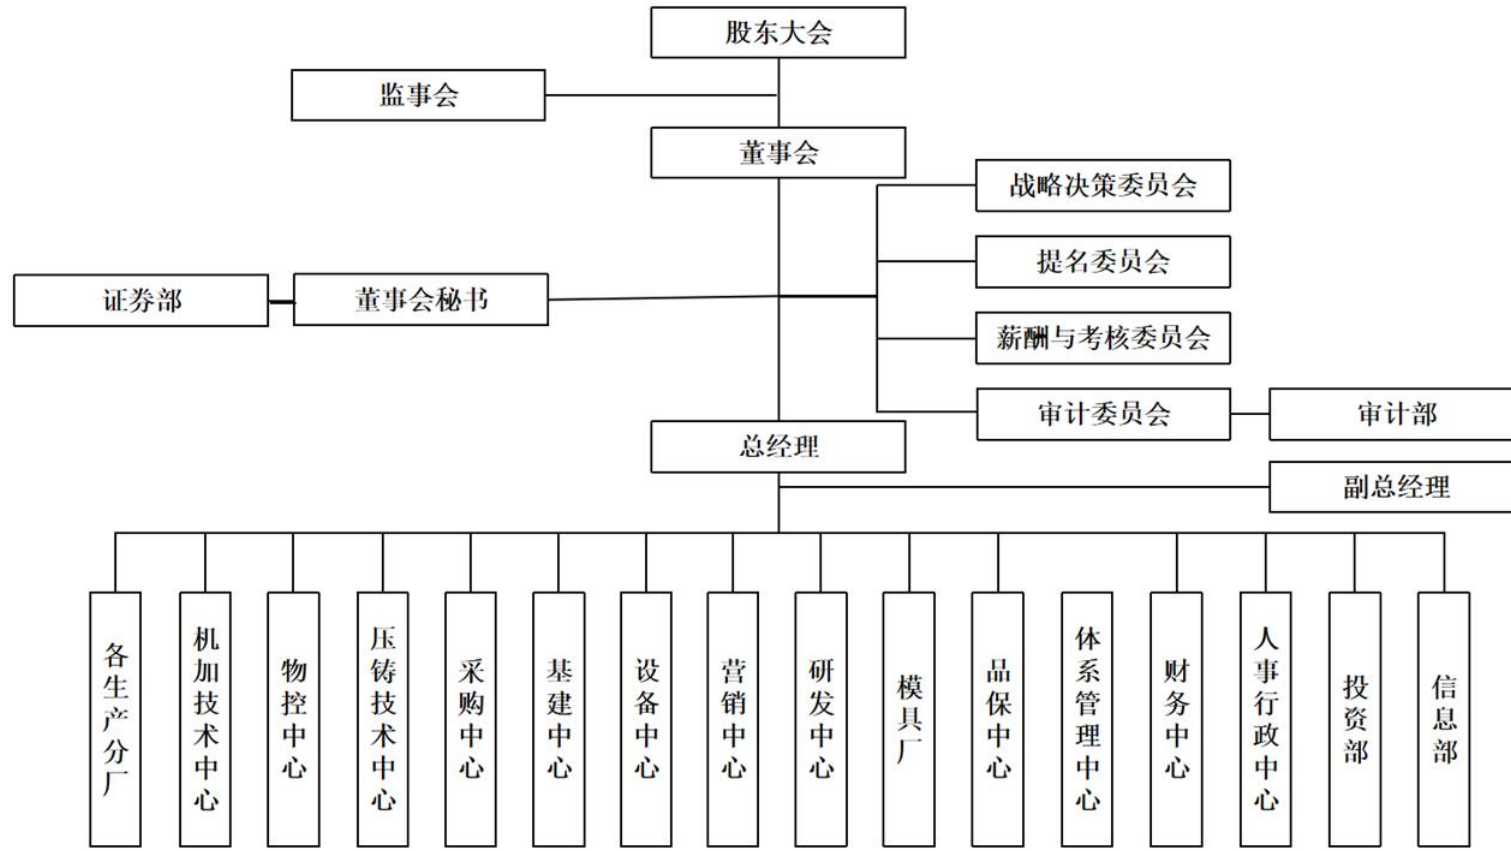 股东大会
监事会
董事会
战略决策委员会
提名委员会
证券部
董事会秘书
薪酬与考核委员会
审计委员会
审计部
总经理
副总经理
各生产分厂
机加技术中心
物控中心
压铸技术中心
采购中心
基建中心
设备中心
营销中心
研发中心
模具厂
品保中心
体系管理中心
财务中心
人事行政中心
投资部
信息部